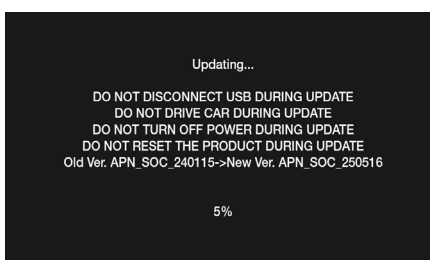 Updating...
DO NOT DISCONNECT USB DURING UPDATE
DO NOT DRIVE CAR DURING UPDATE
DO NOT TURN OFF POWER DURING UPDATE
DO NOT RESET THE PRODUCT DURING UPDATE
Old Ver. APN_SOC_240115->New Ver. APN_SOC_250516
5%